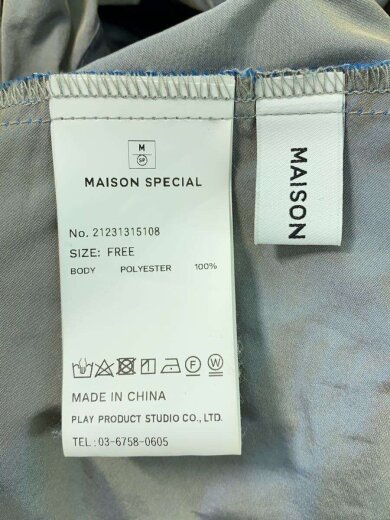 M
SP
MAISON SPECIAL
No. 21231315108
SIZE: FREE
BODY POLYESTER 100%
MADE IN CHINA
PLAY PRODUCT STUDIO CO., LTD.
TEL: 03-6758-0605
MAISON